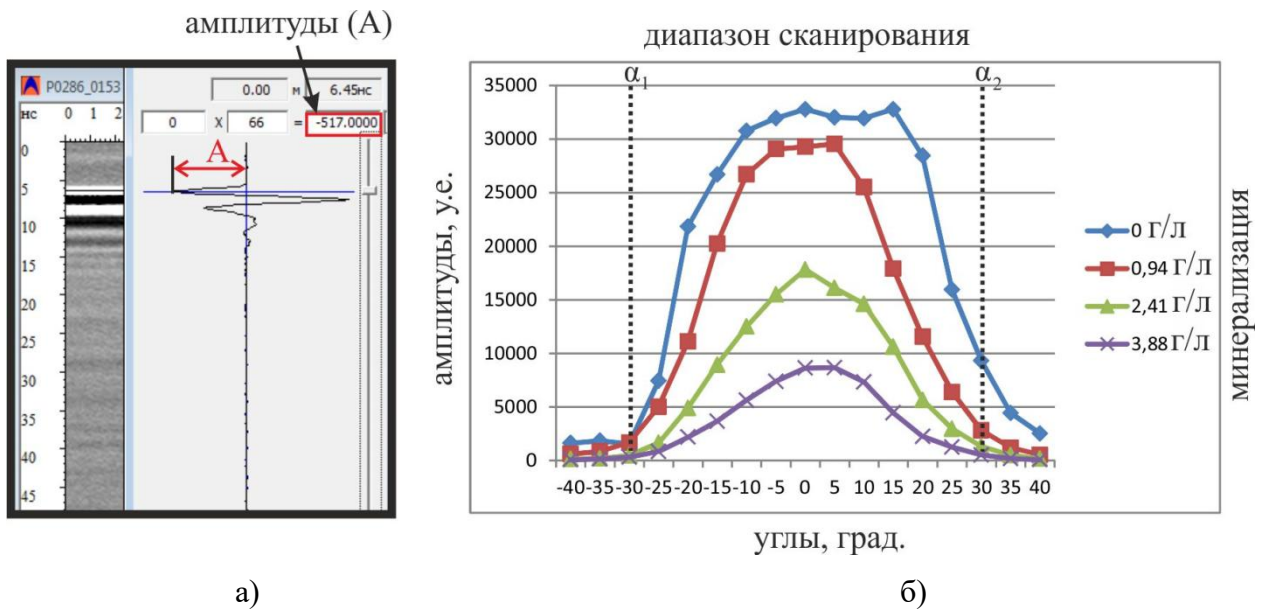 амплитуды (А)
P0286_0153
0.00 м 6.45нс
нс 0 1 2
0 X 66 = -517.0000
А
0
5
10
15
20
25
30
35
40
45
а)
диапазон сканирования
α1 α2
35000
30000
25000
20000
15000
10000
5000
0
-40 -35 -30 -25 -20 -15 -10 -5 0 5 10 15 20 25 30 35 40
амплитуды, у.е.
углы, град.
0 г/л
0,94 г/л
2,41 г/л
3,88 г/л
минерализация
б)